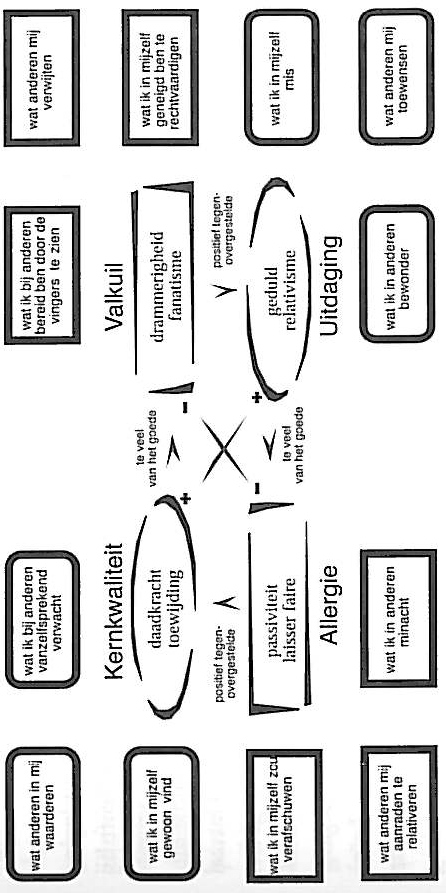 wat anderen in mij
waarderen
wat ik bij anderen
vanzelfsprekend
verwacht
wat ik bij anderen
bereid ben door de
vingers te zien
wat anderen mij
verwijten
wat ik in mijzelf
gewoon vind
Kernkwaliteit
daadkracht
toewijding
+
te veel
van het goede
-
Valkuil
drammerigheid
fanatisme
wat ik in mijzelf
geneigd ben te
rechtvaardigen
positief tegen-
overgestelde
positief tegen-
overgestelde
wat ik in mijzelf zou
verafschuwen
passiviteit
laisser faire
Allergie
-
te veel
van het goede
+
geduld
relativisme
Uitdaging
wat ik in mijzelf
mis
wat anderen mij
aanraden te
relativeren
wat ik in anderen
minacht
wat ik in anderen
bewonder
wat anderen mij
toewensen